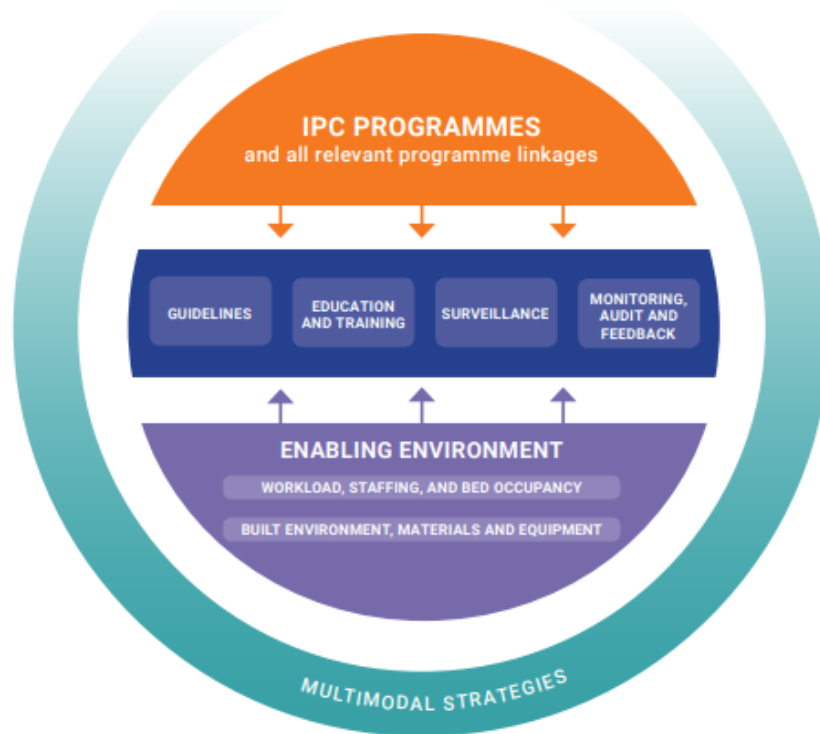 IPC PROGRAMMES
and all relevant programme linkages
GUIDELINES
EDUCATION
AND TRAINING
SURVEILLANCE
MONITORING,
AUDIT AND
FEEDBACK
ENABLING ENVIRONMENT
WORKLOAD, STAFFING, AND BED OCCUPANCY
BUILT ENVIRONMENT, MATERIALS AND EQUIPMENT
MULTIMODAL STRATEGIES